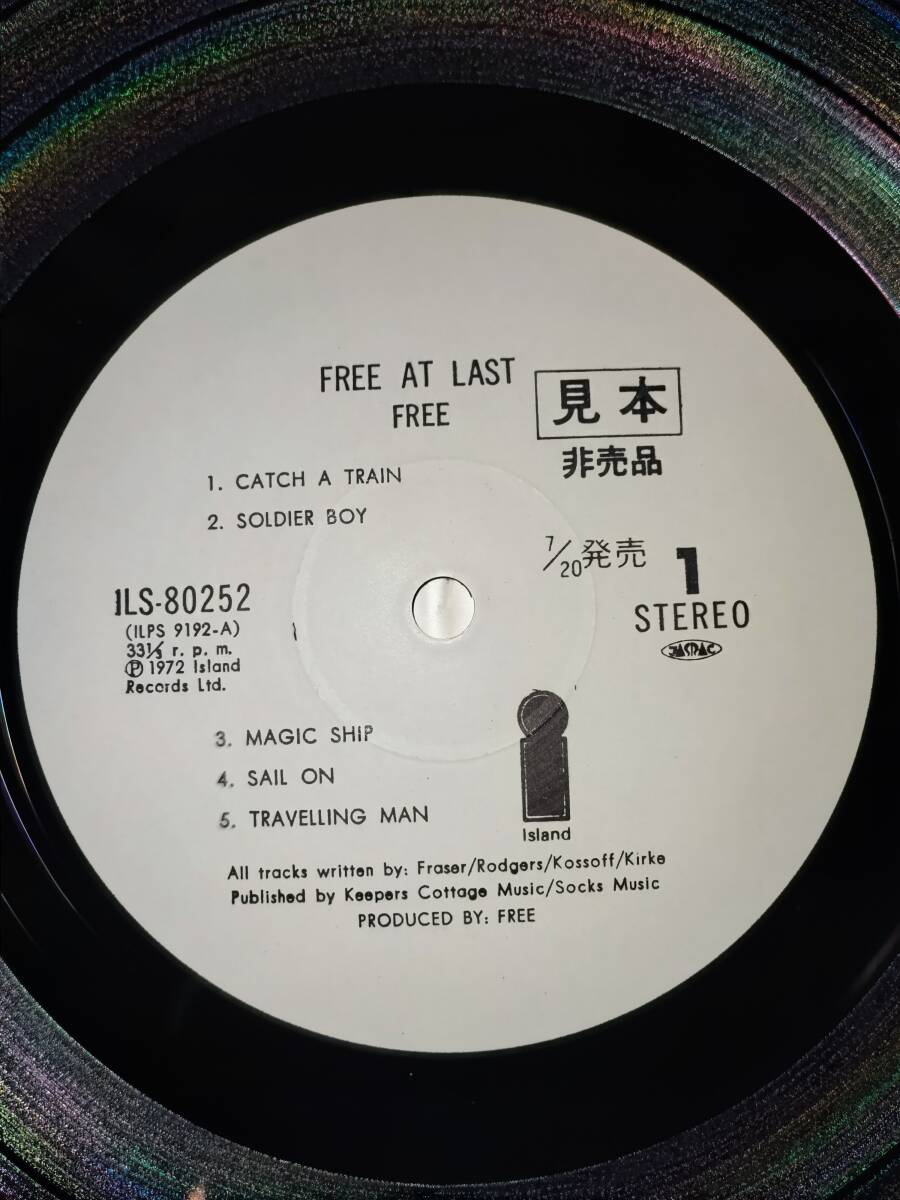 FREE AT LAST
FREE
見本
非売品
1. CATCH A TRAIN
2. SOLDIER BOY
7/20発売
1
STEREO
JASRAC
ILS-80252
(ILPS 9192-A)
33⅓ r. p. m.
Ⓟ 1972 Island
Records Ltd.
3. MAGIC SHIP
4. SAIL ON
5. TRAVELLING MAN
Island
All tracks written by: Fraser/Rodgers/Kossoff/Kirke
Published by Keepers Cottage Music/Socks Music
PRODUCED BY: FREE